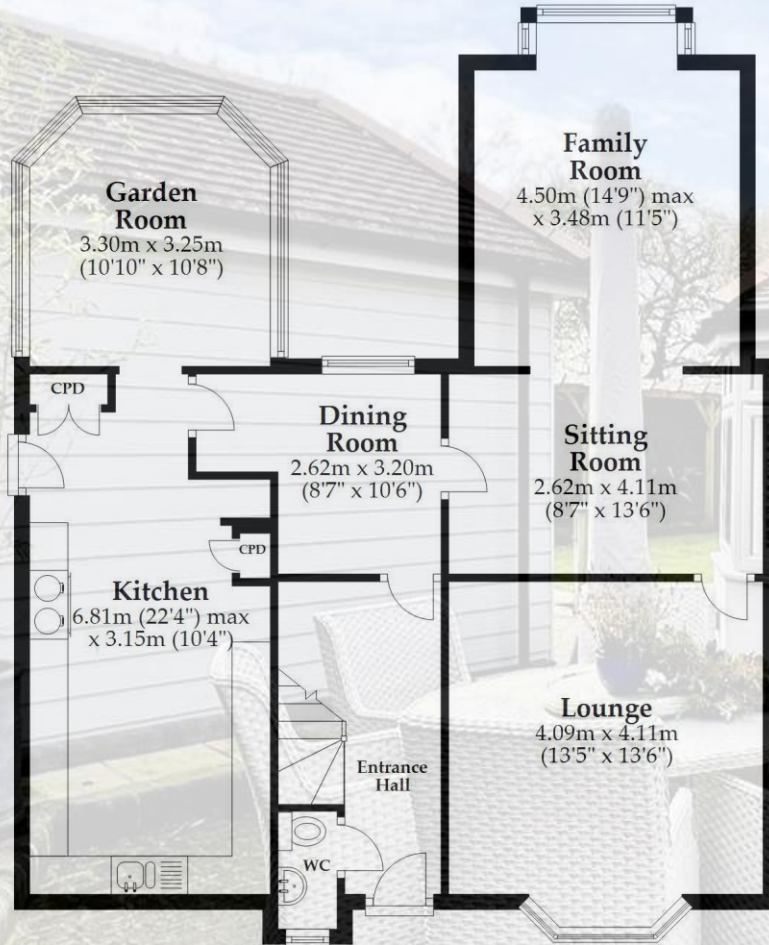 Family
Room
4.50m (14'9") max
x 3.48m (11'5")
Garden
Room
3.30m x 3.25m
(10'10" x 10'8")
CPD
Dining
Room
2.62m x 3.20m
(8'7" x 10'6")
Sitting
Room
2.62m x 4.11m
(8'7" x 13'6")
CPD
Kitchen
6.81m (22'4") max
x 3.15m (10'4")
Lounge
4.09m x 4.11m
(13'5" x 13'6")
Entrance
Hall
WC